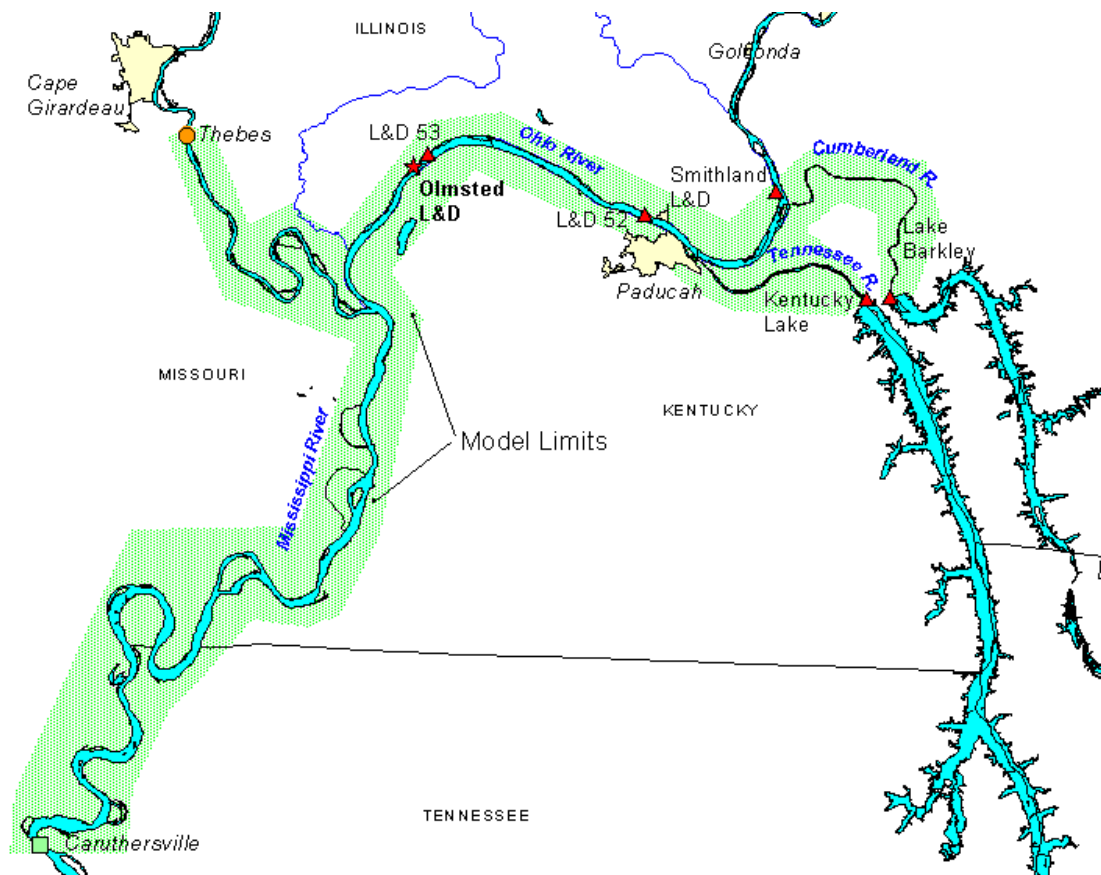 ILLINOIS
Golconda
Cape
Girardeau
Thebes
L&D 53
Ohio River
Olmsted
L&D
Smithland
L&D
Cumberland R.
L&D 52
Lake
Barkley
Tennessee R.
Paducah
Kentucky
Lake
MISSOURI
KENTUCKY
Model Limits
Mississippi River
TENNESSEE
Caruthersville